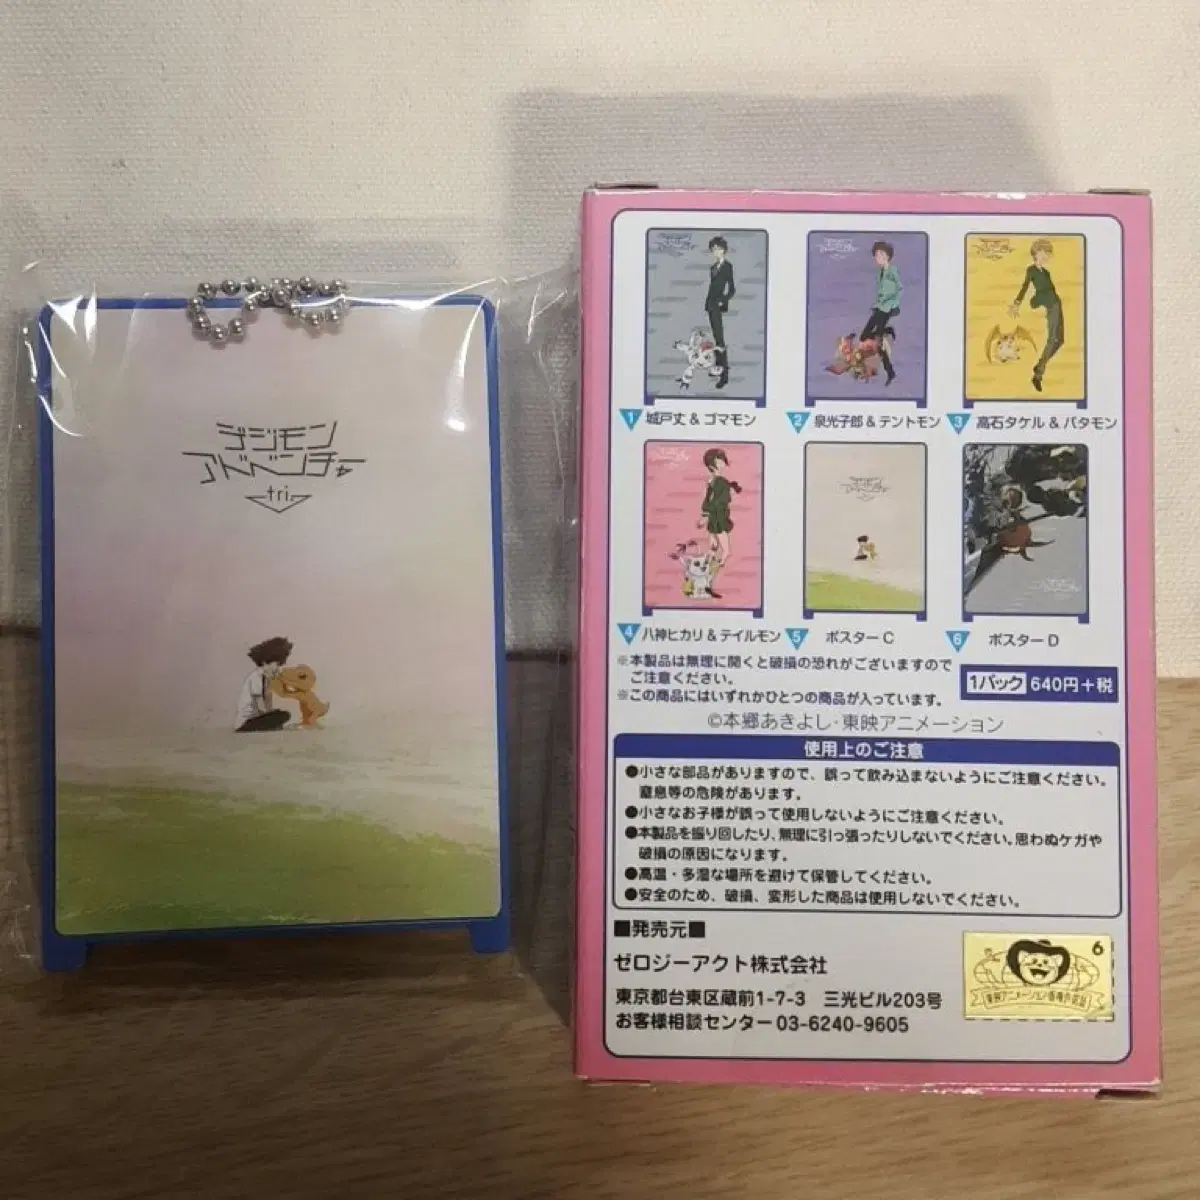 デジモン
アドベンチャー
tri.
1 城戸丈 & ゴマモン
2 泉光子郎 & テントモン
3 高石タケル & パタモン
4 八神ヒカリ & テイルモン
5 ポスターC
6 ポスターD
※本製品は無理に開くと破損の恐れがございますので
ご注意ください。
※この商品にはいずれかひとつの商品が入っています。
1パック 640円+税
©本郷あきよし・東映アニメーション
使用上のご注意
●小さな部品がありますので、誤って飲み込まないようにご注意ください。
窒息等の危険があります。
●小さなお子様が誤って使用しないようにご注意ください。
●本製品を振り回したり、無理に引っ張ったりしないでください。思わぬケガや
破損の原因になります。
●高温・多湿な場所を避けて保管してください。
●安全のため、破損、変形した商品は使用しないでください。
■発売元■
ゼロジーアクト株式会社
東京都台東区蔵前1-7-3 三光ビル203号
お客様相談センター 03-6240-9605
6